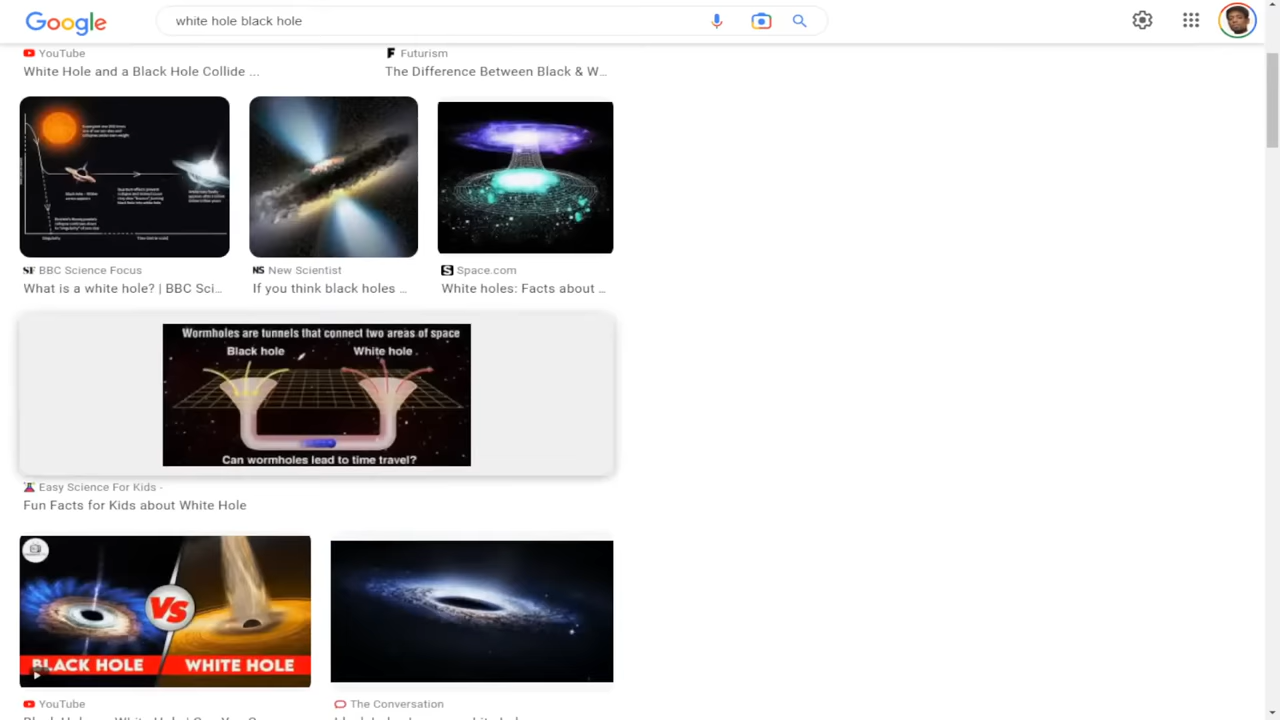 Google
white hole black hole
YouTube
White Hole and a Black Hole Collide ...
Futurism
The Difference Between Black & W...
BBC Science Focus
What is a white hole? | BBC Sci...
New Scientist
If you think black holes ...
Space.com
White holes: Facts about ...
Wormholes are tunnels that connect two areas of space
Black hole
White hole
Can wormholes lead to time travel?
Easy Science For Kids -
Fun Facts for Kids about White Hole
VS
BLACK HOLE
WHITE HOLE
YouTube
The Conversation